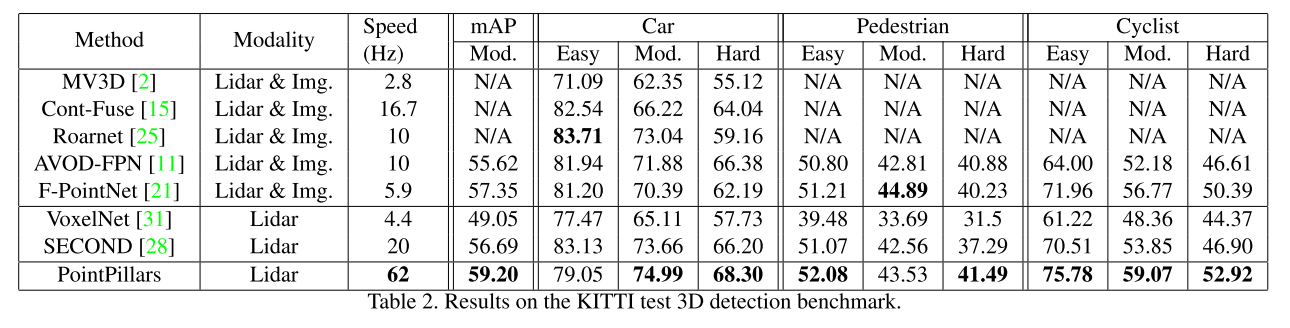 Method Modality Speed (Hz) mAP Car Pedestrian Cyclist
Mod. Easy Mod. Hard Easy Mod. Hard Easy Mod. Hard
MV3D [2] Lidar & Img. 2.8 N/A 71.09 62.35 55.12 N/A N/A N/A N/A N/A N/A
Cont-Fuse [15] Lidar & Img. 16.7 N/A 82.54 66.22 64.04 N/A N/A N/A N/A N/A N/A
Roarnet [25] Lidar & Img. 10 N/A 83.71 73.04 59.16 N/A N/A N/A N/A N/A N/A
AVOD-FPN [11] Lidar & Img. 10 55.62 81.94 71.88 66.38 50.80 42.81 40.88 64.00 52.18 46.61
F-PointNet [21] Lidar & Img. 5.9 57.35 81.20 70.39 62.19 51.21 44.89 40.23 71.96 56.77 50.39
VoxelNet [31] Lidar 4.4 49.05 77.47 65.11 57.73 39.48 33.69 31.5 61.22 48.36 44.37
SECOND [28] Lidar 20 56.69 83.13 73.66 66.20 51.07 42.56 37.29 70.51 53.85 46.90
PointPillars Lidar 62 59.20 79.05 74.99 68.30 52.08 43.53 41.49 75.78 59.07 52.92
Table 2. Results on the KITTI test 3D detection benchmark.